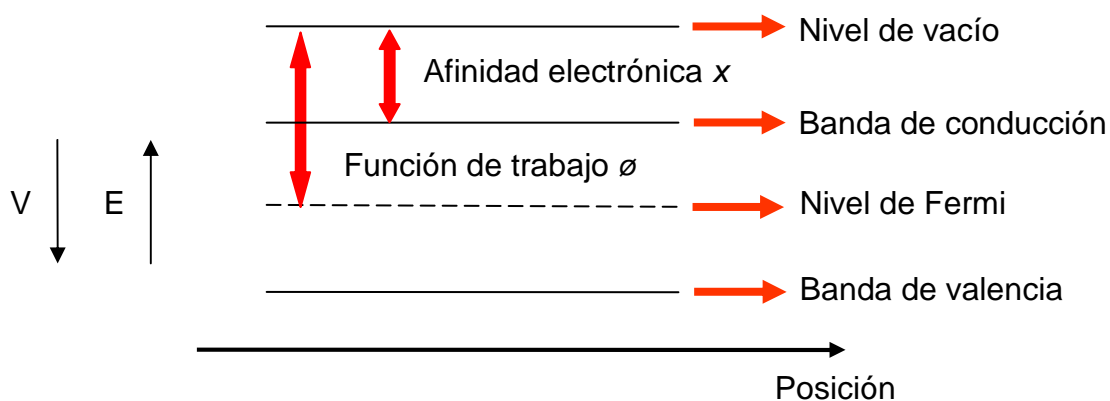 Nivel de vacío
Afinidad electrónica x
Banda de conducción
Función de trabajo ø
V E
Nivel de Fermi
Banda de valencia
Posición